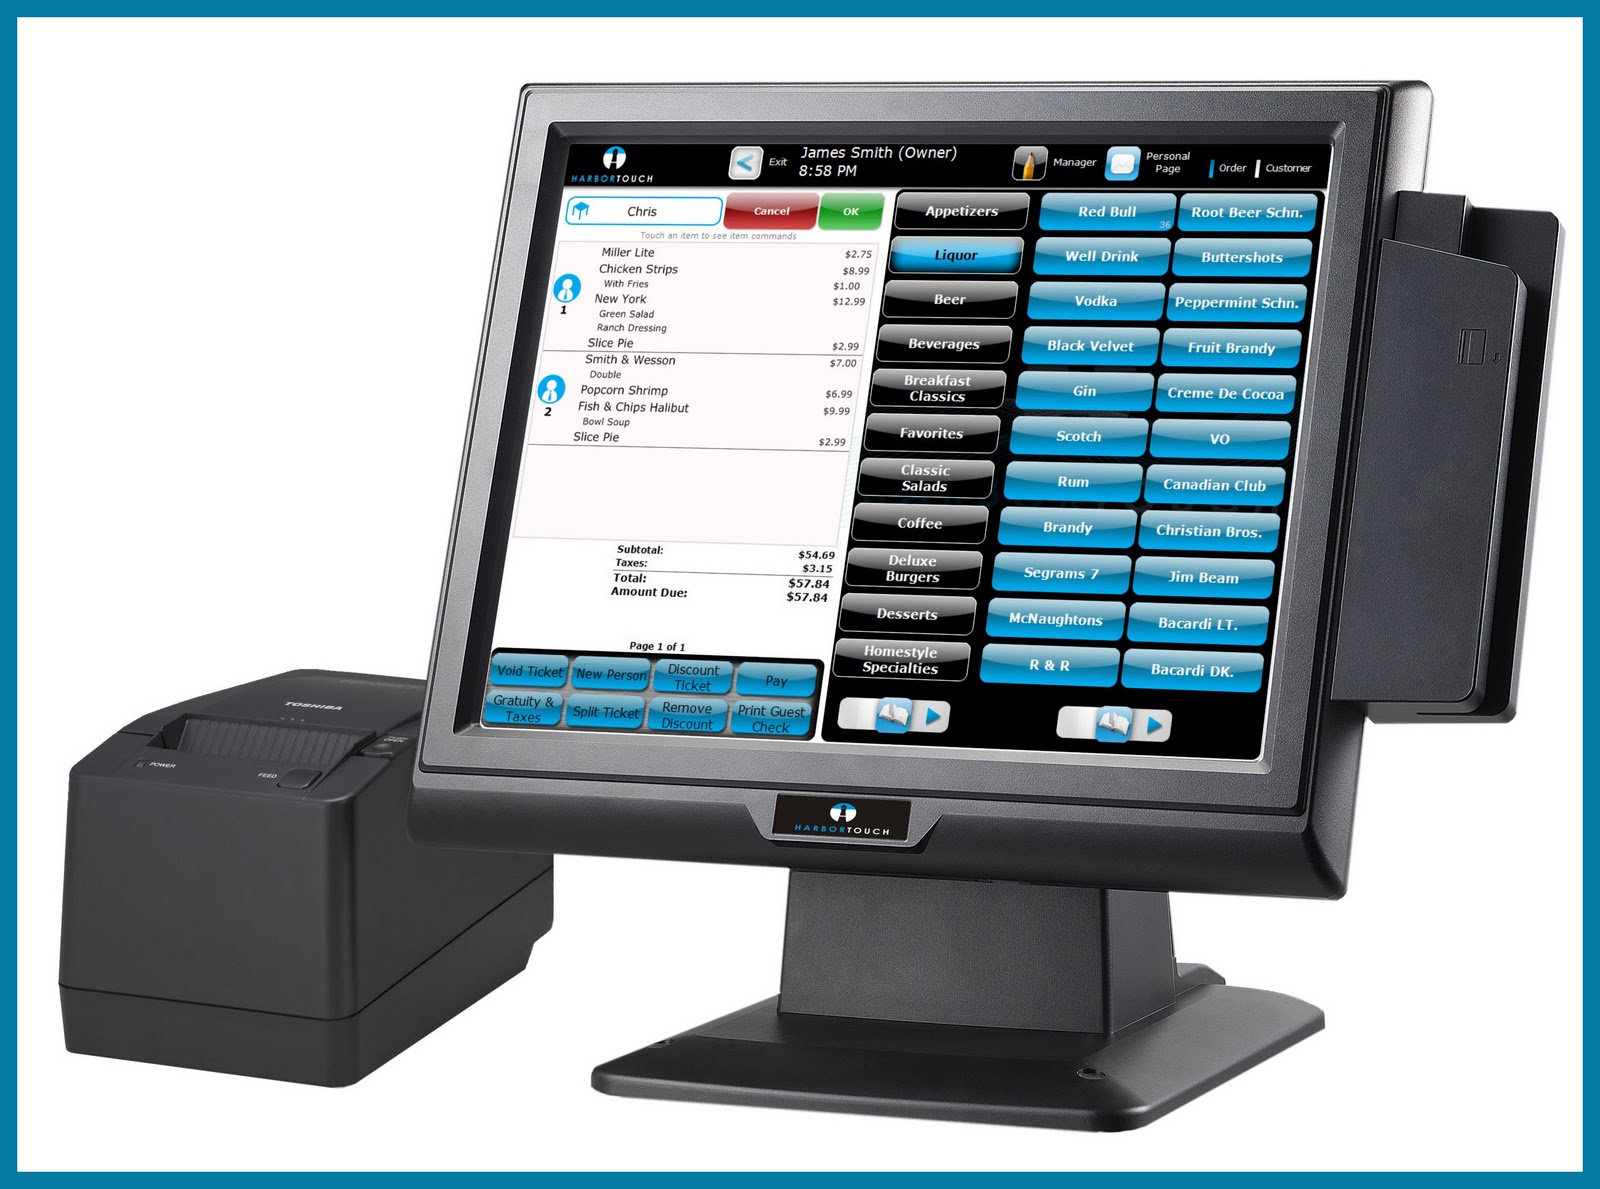 HARBORTOUCH
Exit
James Smith (Owner)
8:58 PM
Manager
Personal
Page
Order
Customer
Chris
Cancel
OK
Touch an item to see item commands
Miller Lite $2.75
Chicken Strips $8.99
With Fries $1.00
1
New York $12.99
Green Salad
Ranch Dressing
Slice Pie $2.99
Smith & Wesson $7.00
Double
2
Popcorn Shrimp $6.99
Fish & Chips Halibut $9.99
Bowl Soup
Slice Pie $2.99
Subtotal: $54.69
Taxes: $3.15
Total: $57.84
Amount Due: $57.84
Page 1 of 1
Void Ticket
New Person
Discount
Ticket
Pay
Gratuity &
Taxes
Split Ticket
Remove
Discount
Print Guest
Check
Appetizers
Liquor
Beer
Beverages
Breakfast
Classics
Favorites
Classic
Salads
Coffee
Deluxe
Burgers
Desserts
Homestyle
Specialties
Red Bull
36
Root Beer Schn.
Well Drink
Buttershots
Vodka
Peppermint Schn.
Black Velvet
Fruit Brandy
Gin
Creme De Cocoa
Scotch
VO
Rum
Canadian Club
Brandy
Christian Bros.
Segrams 7
Jim Beam
McNaughtons
Bacardi LT.
R & R
Bacardi DK.
HARBORTOUCH
TOSHIBA
POWER
FEED